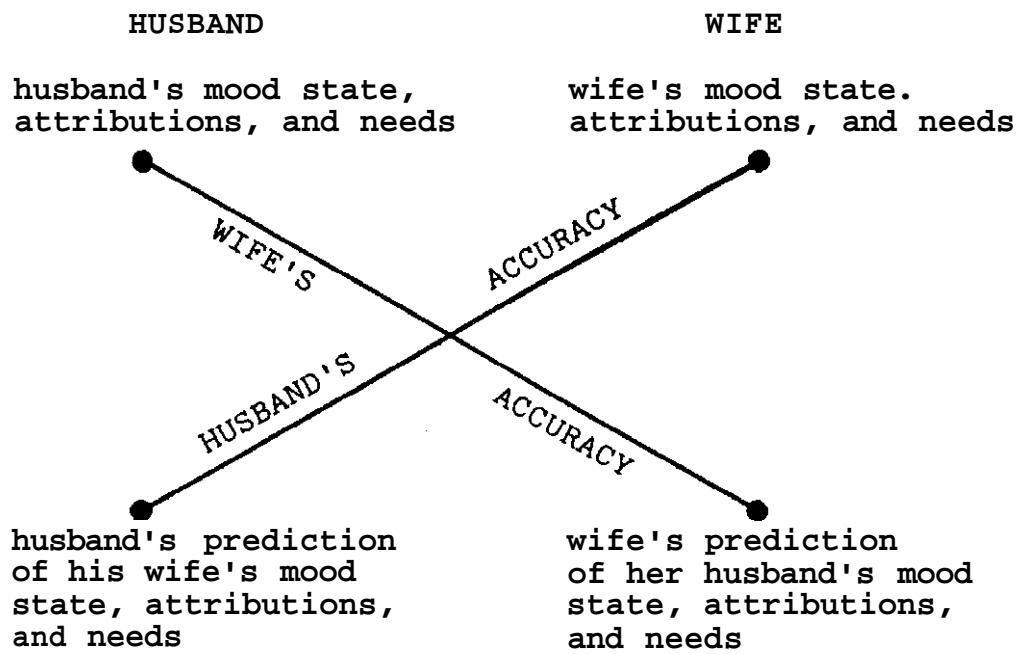 HUSBAND
WIFE
husband's mood state,
attributions, and needs
wife's mood state.
attributions, and needs
WIFE'S
ACCURACY
HUSBAND'S
ACCURACY
husband's prediction
of his wife's mood
state, attributions,
and needs
wife's prediction
of her husband's mood
state, attributions,
and needs